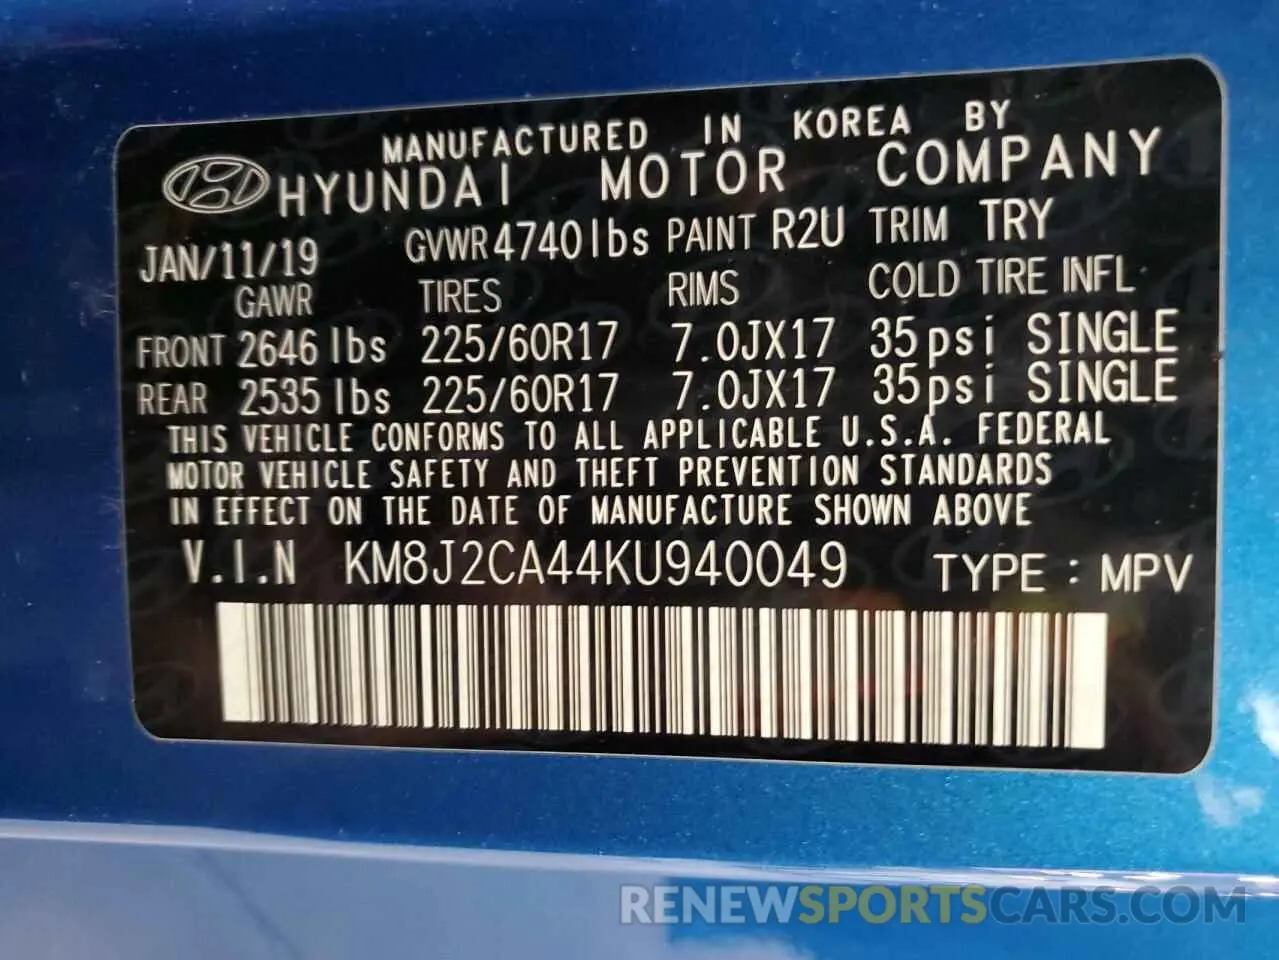 MANUFACTURED IN KOREA BY
HYUNDAI MOTOR COMPANY
JAN/11/19 GVWR 4740lbs PAINT R2U TRIM TRY
GAWR TIRES RIMS COLD TIRE INFL
FRONT 2646 lbs 225/60R17 7.0JX17 35psi SINGLE
REAR 2535 lbs 225/60R17 7.0JX17 35psi SINGLE
THIS VEHICLE CONFORMS TO ALL APPLICABLE U.S.A. FEDERAL
MOTOR VEHICLE SAFETY AND THEFT PREVENTION STANDARDS
IN EFFECT ON THE DATE OF MANUFACTURE SHOWN ABOVE
V.I.N KM8J2CA44KU940049 TYPE : MPV
RENEWSPORTSCARS.COM